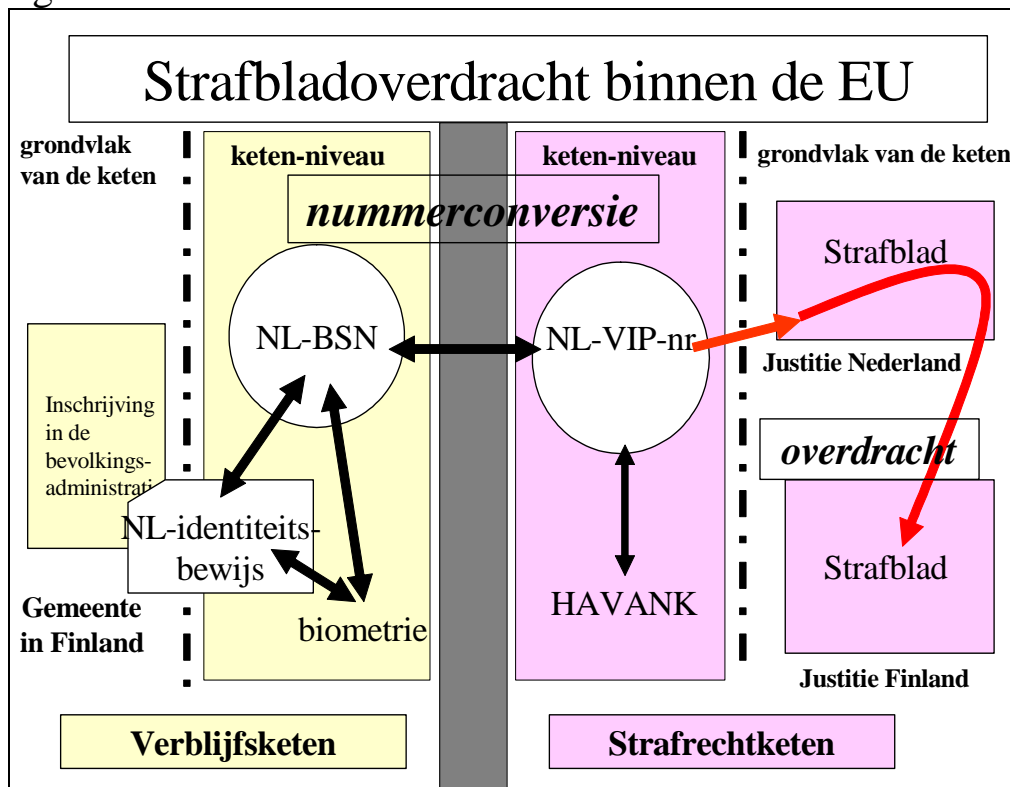 Strafbladoverdracht binnen de EU
grondvlak
van de keten
keten-niveau
keten-niveau
grondvlak van de keten
nummerconversie
NL-BSN
NL-VIP-nr
Strafblad
Justitie Nederland
Inschrijving
in de
bevolkings-
administrati
NL-identiteits-
bewijs
biometrie
HAVANK
overdracht
Strafblad
Justitie Finland
Gemeente
in Finland
Verblijfsketen
Strafrechtketen